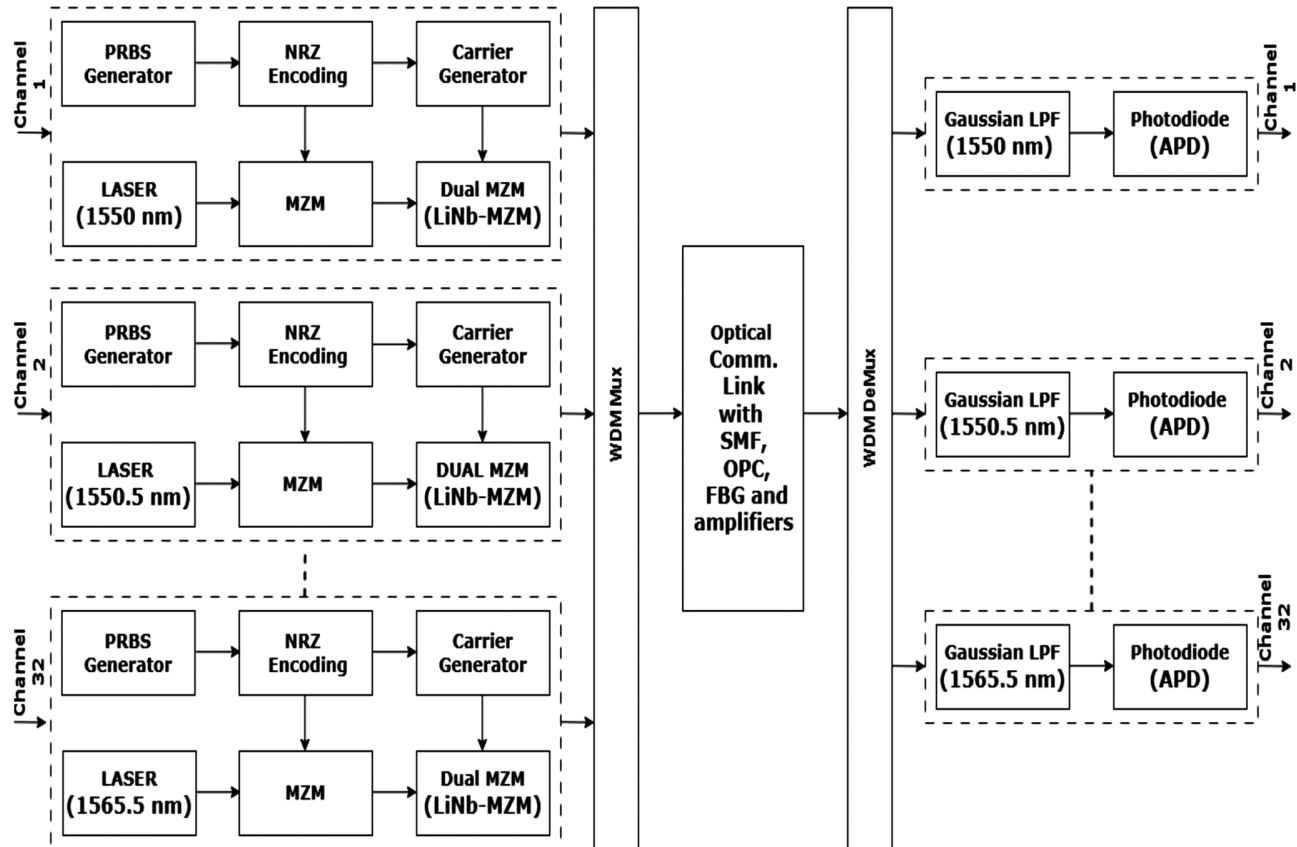 Channel
1
PRBS
Generator
NRZ
Encoding
Carrier
Generator
LASER
(1550 nm)
MZM
Dual MZM
(LiNb-MZM)
Channel
2
PRBS
Generator
NRZ
Encoding
Carrier
Generator
LASER
(1550.5 nm)
MZM
DUAL MZM
(LiNb-MZM)
Channel
32
PRBS
Generator
NRZ
Encoding
Carrier
Generator
LASER
(1565.5 nm)
MZM
Dual MZM
(LiNb-MZM)
WDM Mux
Optical
Comm.
Link
with
SMF,
OPC,
FBG and
amplifiers
WDM DeMux
Gaussian LPF
(1550 nm)
Photodiode
(APD)
Channel
1
Gaussian LPF
(1550.5 nm)
Photodiode
(APD)
Channel
2
Gaussian LPF
(1565.5 nm)
Photodiode
(APD)
Channel
32